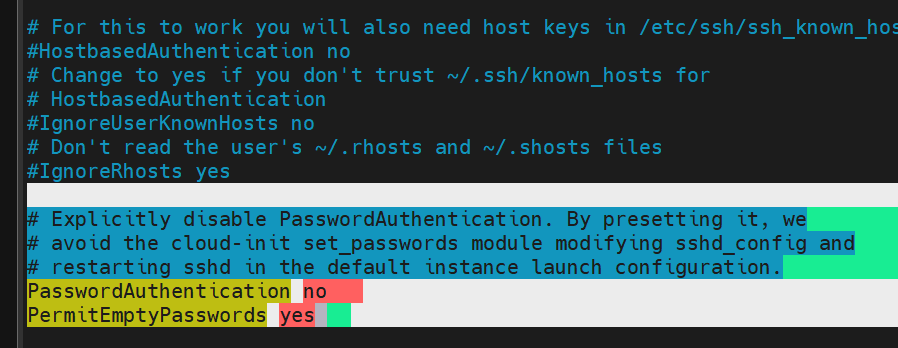 # For this to work you will also need host keys in /etc/ssh/ssh_known_hos
#HostbasedAuthentication no
# Change to yes if you don't trust ~/.ssh/known_hosts for
# HostbasedAuthentication
#IgnoreUserKnownHosts no
# Don't read the user's ~/.rhosts and ~/.shosts files
#IgnoreRhosts yes
# Explicitly disable PasswordAuthentication. By presetting it, we
# avoid the cloud-init set_passwords module modifying sshd_config and
# restarting sshd in the default instance launch configuration.
PasswordAuthentication no
PermitEmptyPasswords yes